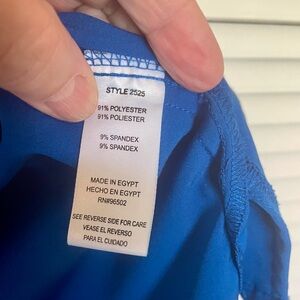 STYLE 2525
91% POLYESTER
91% POLIESTER
9% SPANDEX
9% SPANDEX
MADE IN EGYPT
HECHO EN EGYPT
RN#96502
SEE REVERSE SIDE FOR CARE
VEASE EL REVERSO
PARA EL CUIDADO